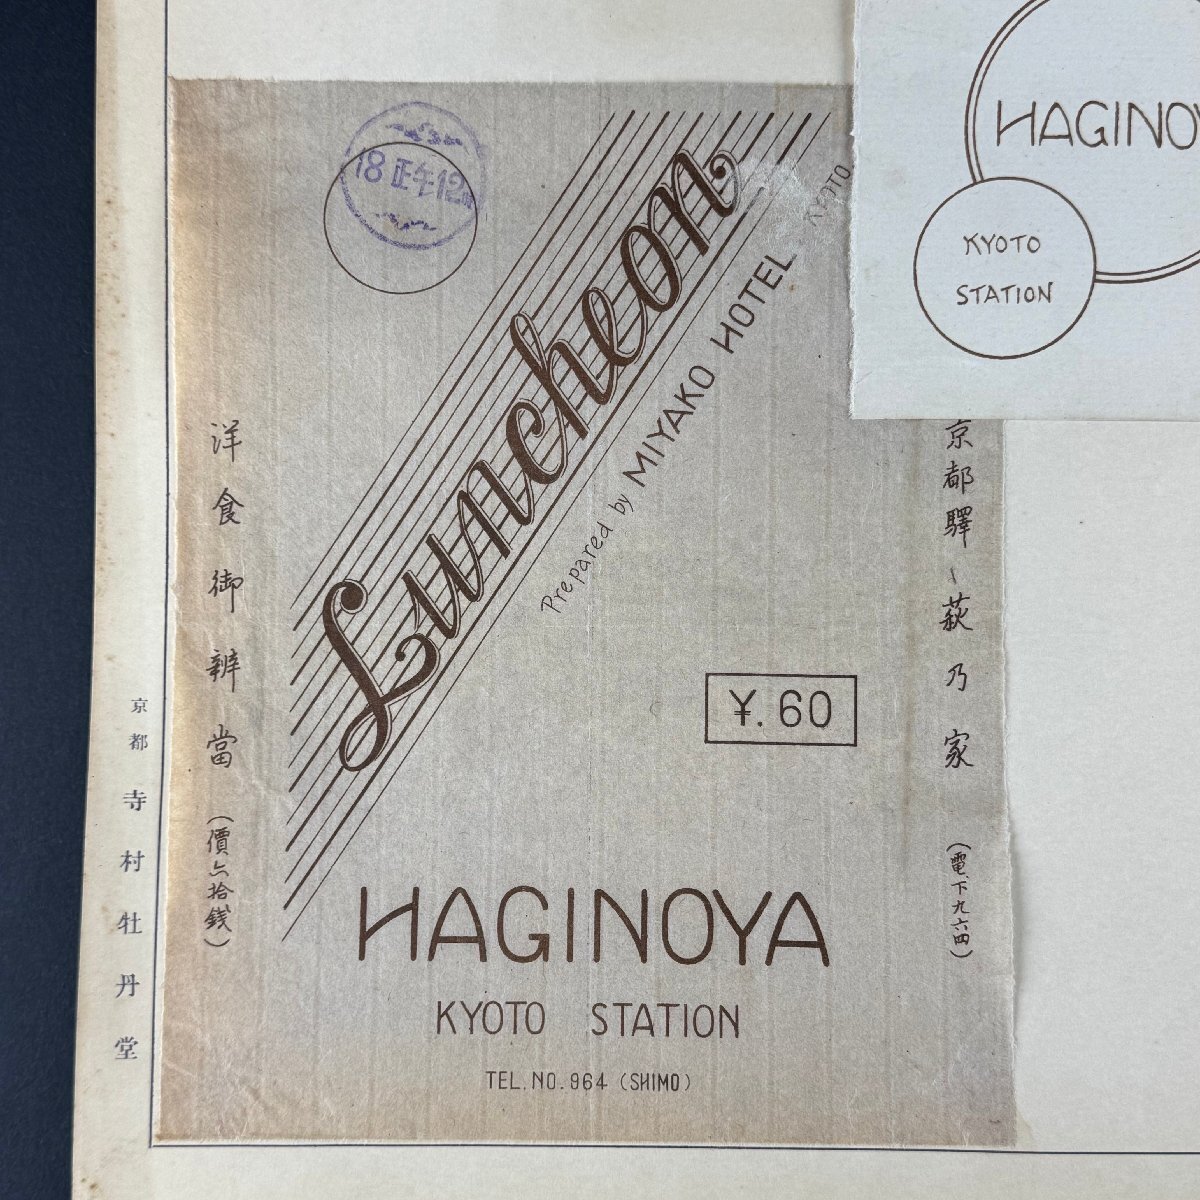 18 正午12
Luncheon
Prepared by MIYAKO HOTEL. KYOTO
洋食御辨當(價六拾銭)
京都驛、萩乃家(電.下九六四)
¥.60
HAGINOYA
KYOTO STATION
TEL.NO.964 (SHIMO)
HAGINOY
KYOTO
STATION
京都 寺村牡丹堂